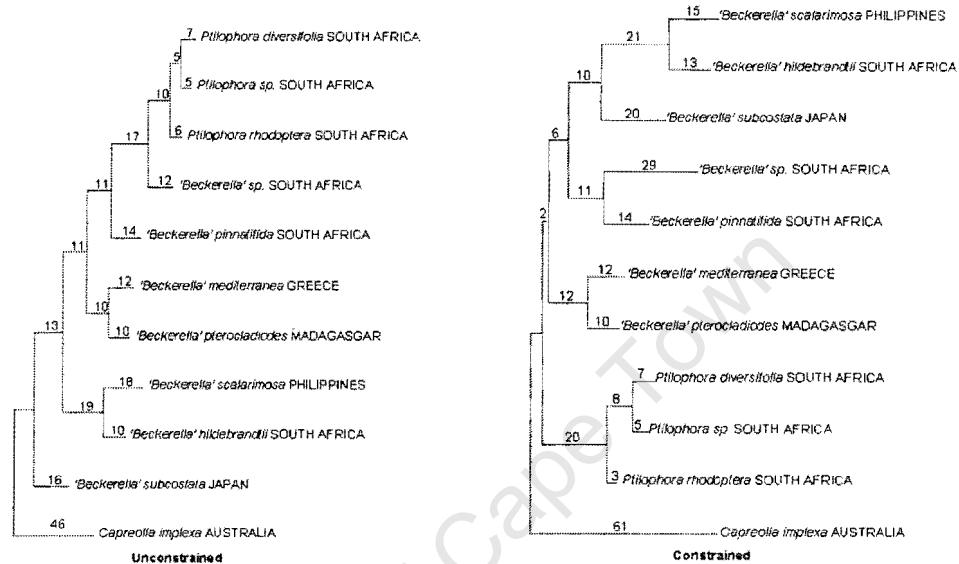 7 Ptilophora diversifolia SOUTH AFRICA
5
5 Ptilophora sp. SOUTH AFRICA
10
6 Ptilophora rhodoptera SOUTH AFRICA
17
12 'Beckerella' sp. SOUTH AFRICA
11
14 'Beckerella' pinnatifida SOUTH AFRICA
11
12 'Beckerella' mediterranea GREECE
10
10 'Beckerella' pterocladiodes MADAGASGAR
13
18 'Beckerella' scalarimosa PHILIPPINES
19
10 'Beckerella' hildebrandtii SOUTH AFRICA
16 'Beckerella' subcostata JAPAN
46 Capreolia implexa AUSTRALIA
Unconstrained
15 'Beckerella' scalarimosa PHILIPPINES
21
13 'Beckerella' hildebrandtii SOUTH AFRICA
10
20 'Beckerella' subcostata JAPAN
6
29 'Beckerella' sp. SOUTH AFRICA
11
14 'Beckerella' pinnatifida SOUTH AFRICA
2
12 'Beckerella' mediterranea GREECE
12
10 'Beckerella' pterocladiodes MADAGASGAR
7 Ptilophora diversifolia SOUTH AFRICA
8
5 Ptilophora sp SOUTH AFRICA
20
3 Ptilophora rhodoptera SOUTH AFRICA
61 Capreolia implexa AUSTRALIA
Constrained
Cape Town